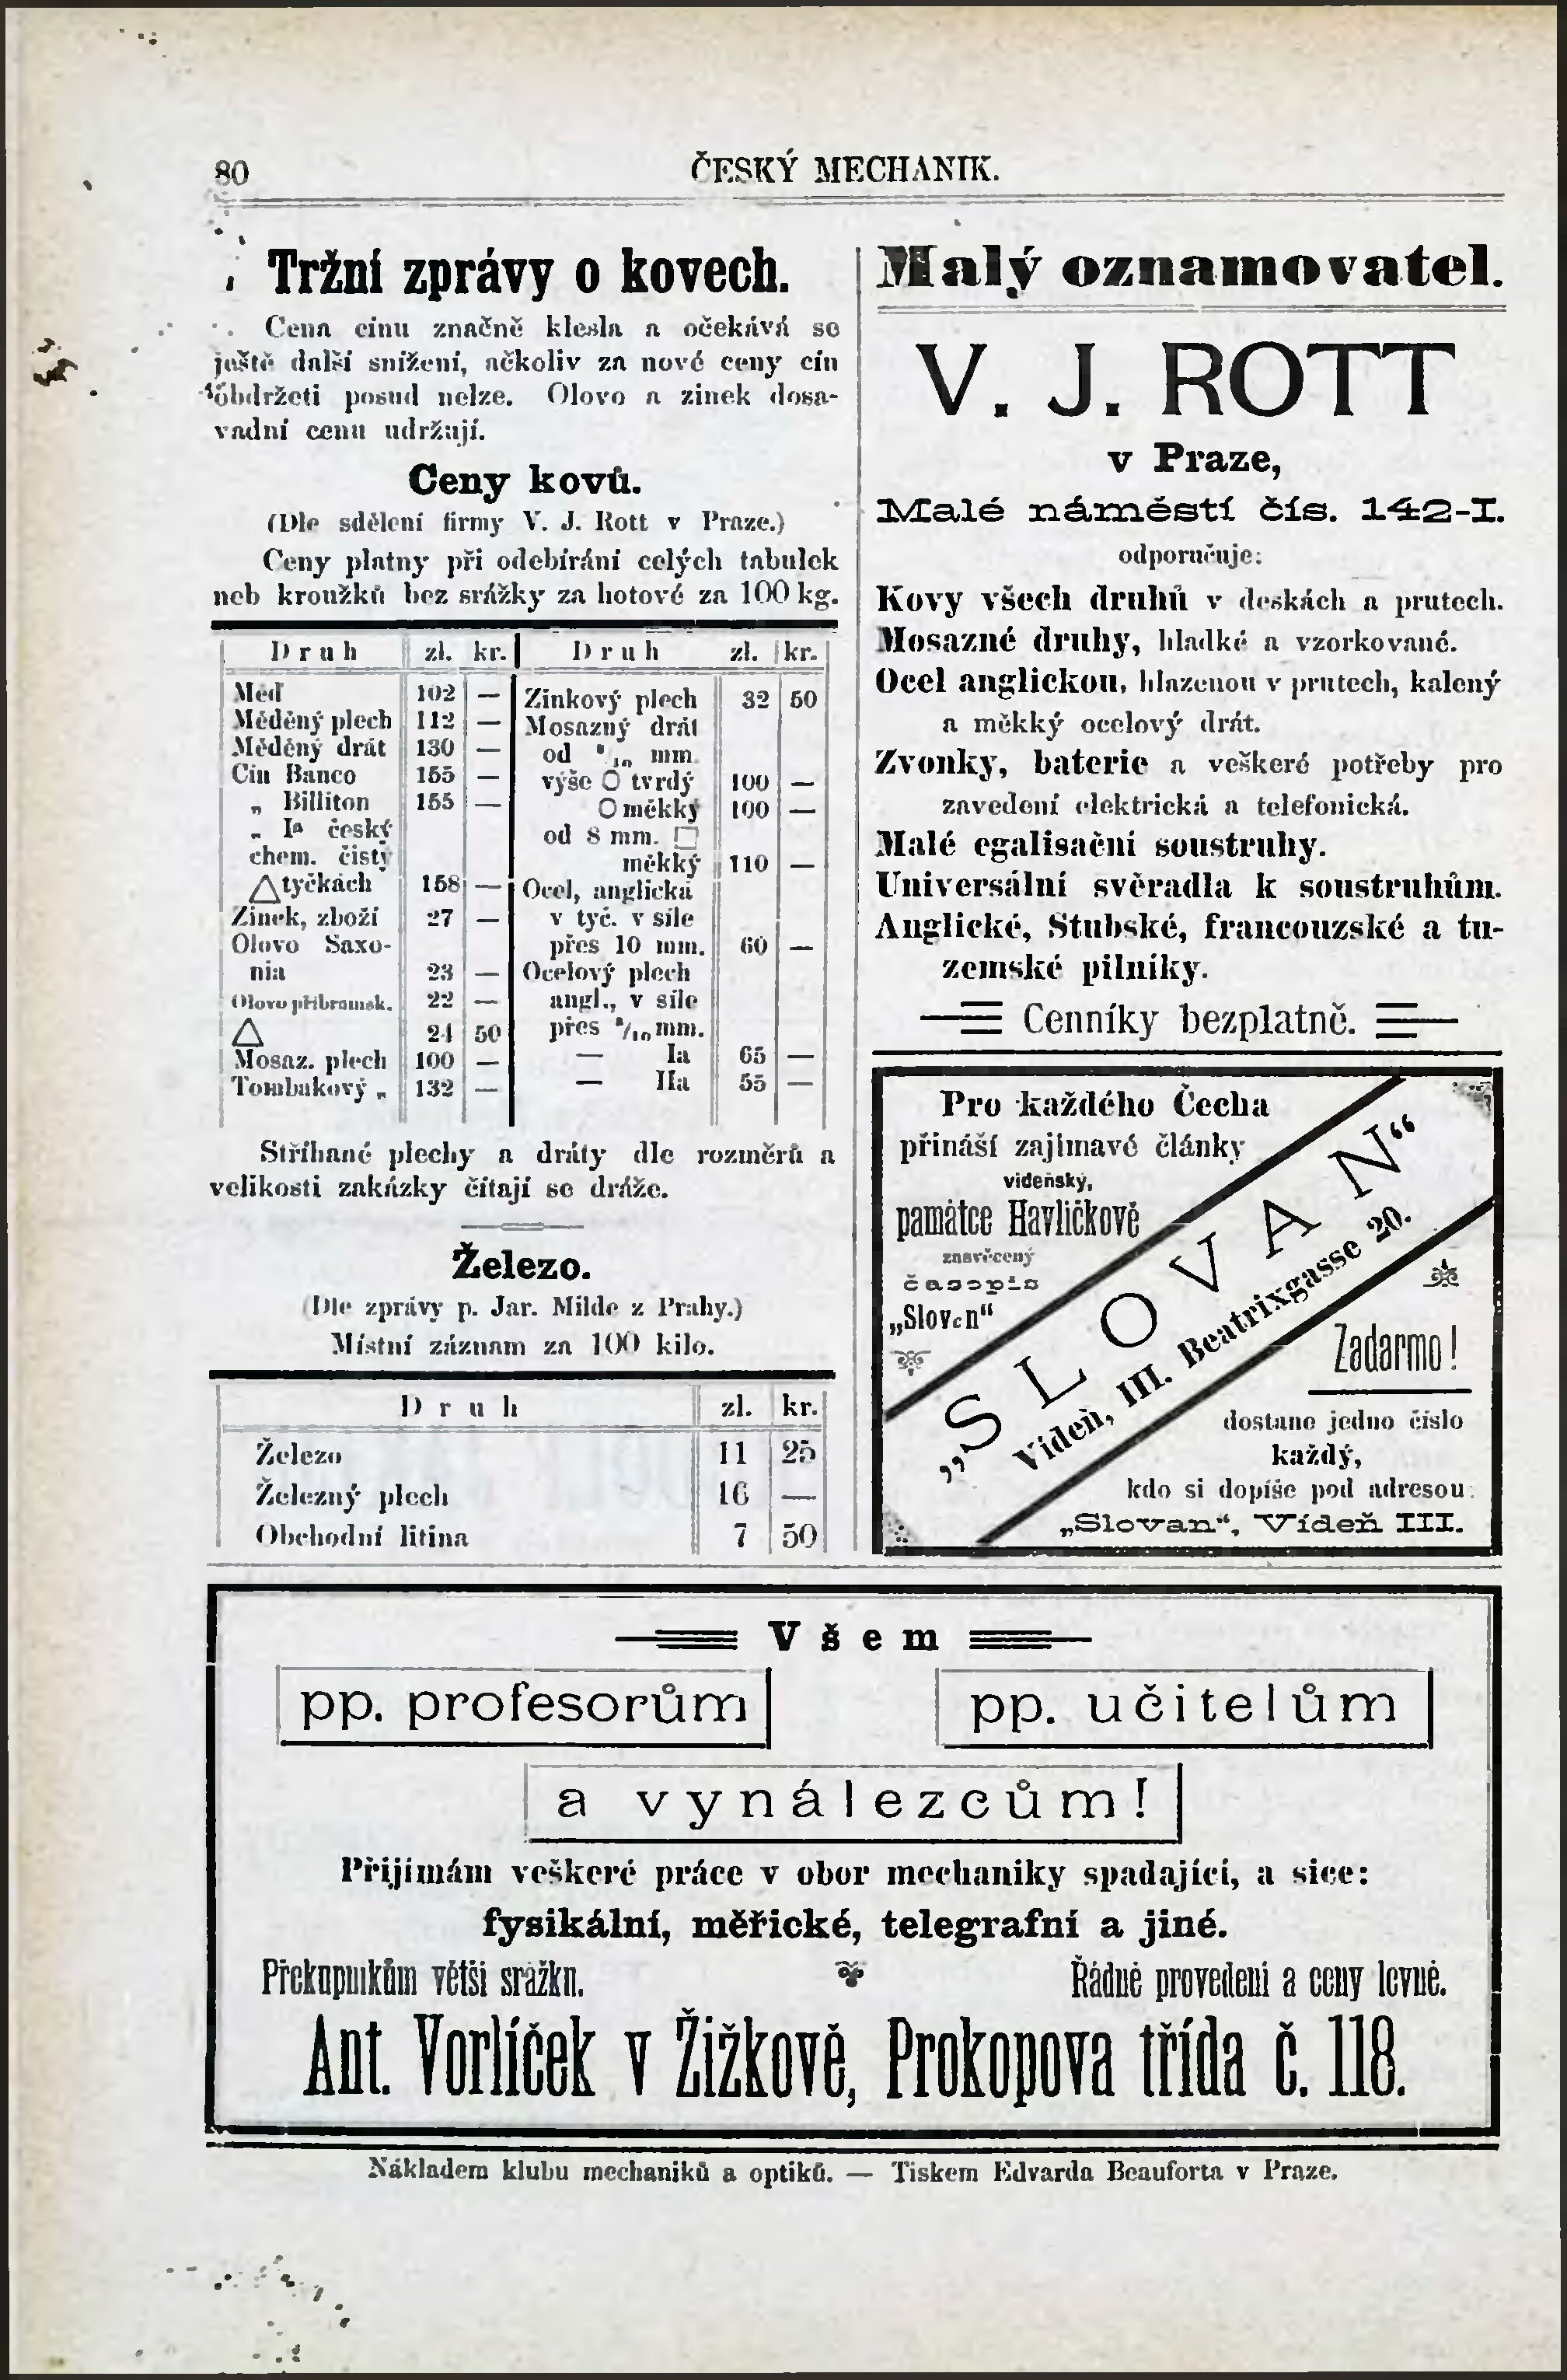 80
ČESKÝ MECHANIK.
Tržní zprávy o kovech.
Cena cínu značně klesla a očekává se
ještě další snížení, ačkoliv za nové ceny cín
obdržeti posud nelze. Olovo a zinek dosa-
vadní cenu udržují.
Ceny kovů.
(Dle sdělení firmy V. J. Rott v Praze.)
Ceny platny při odebírání celých tabulek
neb kroužků bez srážky za hotové za 100 kg.
Druh zl. kr.
Měď 102 —
Měděný plech 112 —
Měděný drát 130 —
Cín Banco 155 —
„ Billiton 155 —
„ Iª český
chem. čistý
△ tyčkách 158 —
Zinek, zboží 27 —
Olovo Saxo-
nia 23 —
Olovo příbramsk. 22 —
△ 24 50
Mosaz. plech 100 —
Tombakový „ 132 —
Druh zl. kr.
Zinkový plech 32 50
Mosazný drát
od /10 mm.
výše O tvrdý 100 —
O měkký 100 —
od 8 mm. □
měkký 110 —
Ocel, anglická
v tyč. v síle
přes 10 mm. 60 —
Ocelový plech
angl., v síle
přes /10 mm.
— Ia 65 —
— IIa 55 —
Stříhané plechy a dráty dle rozměrů a
velikosti zakázky čítají se dráže.
Železo.
(Dle zprávy p. Jar. Milde z Prahy.)
Místní záznam za 100 kilo.
Druh zl. kr.
Železo 11 25
Železný plech 16 —
Obchodní litina 7 50
Malý oznamovatel.
V. J. ROTT
v Praze,
Malé náměstí čís. 142-I.
odporučuje:
Kovy všech druhů v deskách a prutech.
Mosazné druhy, hladké a vzorkované.
Ocel anglickou, hlazenou v prutech, kalený
a měkký ocelový drát.
Zvonky, baterie a veškeré potřeby pro
zavedení elektrická a telefonická.
Malé egalisační soustruhy.
Universální svěradla k soustruhům.
Anglické, Stubské, francouzské a tu-
zemské pilníky.
Cenníky bezplatně.
Pro každého Čecha
přináší zajímavé články
vídeňský,
památce Havlíčkově
zasvěcený
časopis
„Slovan“
„SLOVAN“
Vídeň, III. Beatrixgasse 20.
Zadarmo!
dostane jedno číslo
každý,
kdo si dopíše pod adresou:
„Slovan“, Vídeň III.
Všem
pp. profesorům
pp. učitelům
a vynálezcům!
Přijímám veškeré práce v obor mechaniky spadající, a sice:
fysikální, měřické, telegrafní a jiné.
Překupníkům větší srážku.
Řádné provedení a ceny levné.
Ant. Vorlíček v Žižkově, Prokopova třída č. 118.
Nákladem klubu mechaniků a optiků. — Tiskem Edvarda Beauforta v Praze.